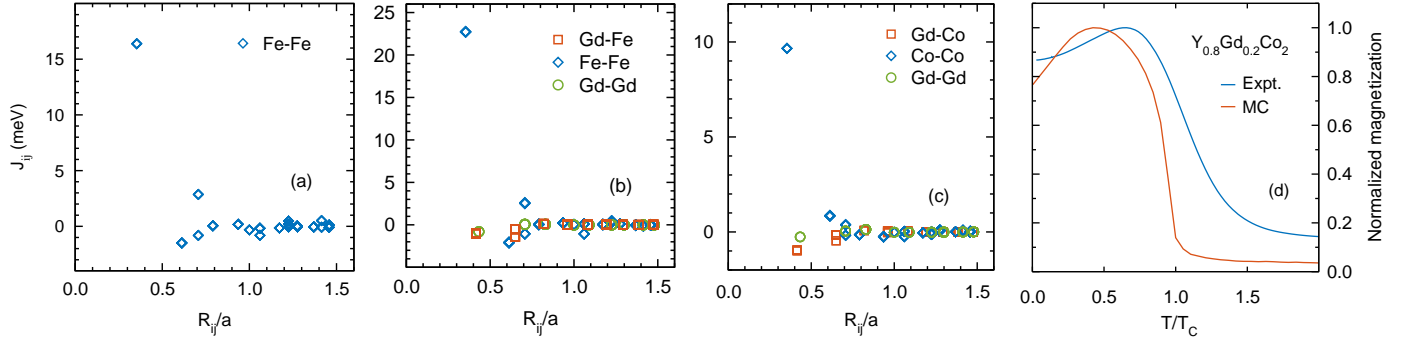 J_ij (meV)
15
10
5
0
0.0
0.5
1.0
1.5
R_ij/a
Fe-Fe
(a)
25
20
15
10
5
0
0.0
0.5
1.0
1.5
R_ij/a
Gd-Fe
Fe-Fe
Gd-Gd
(b)
10
5
0
0.0
0.5
1.0
1.5
R_ij/a
Gd-Co
Co-Co
Gd-Gd
(c)
Y_0.8Gd_0.2Co_2
Expt.
MC
(d)
0.0
0.5
1.0
1.5
T/T_C
1.0
0.8
0.6
0.4
0.2
0.0
Normalized magnetization